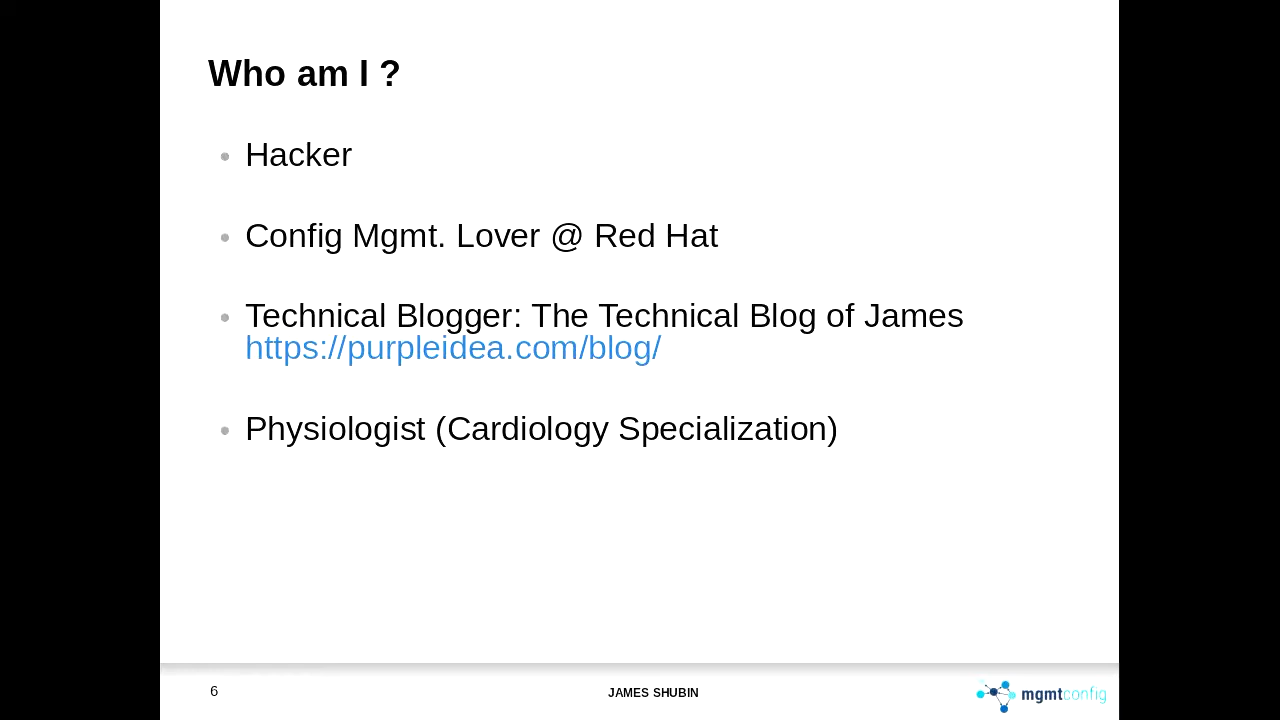 Who am I ?
Hacker
Config Mgmt. Lover @ Red Hat
Technical Blogger: The Technical Blog of James
https://purpleidea.com/blog/
Physiologist (Cardiology Specialization)
6
JAMES SHUBIN
mgmtconfig